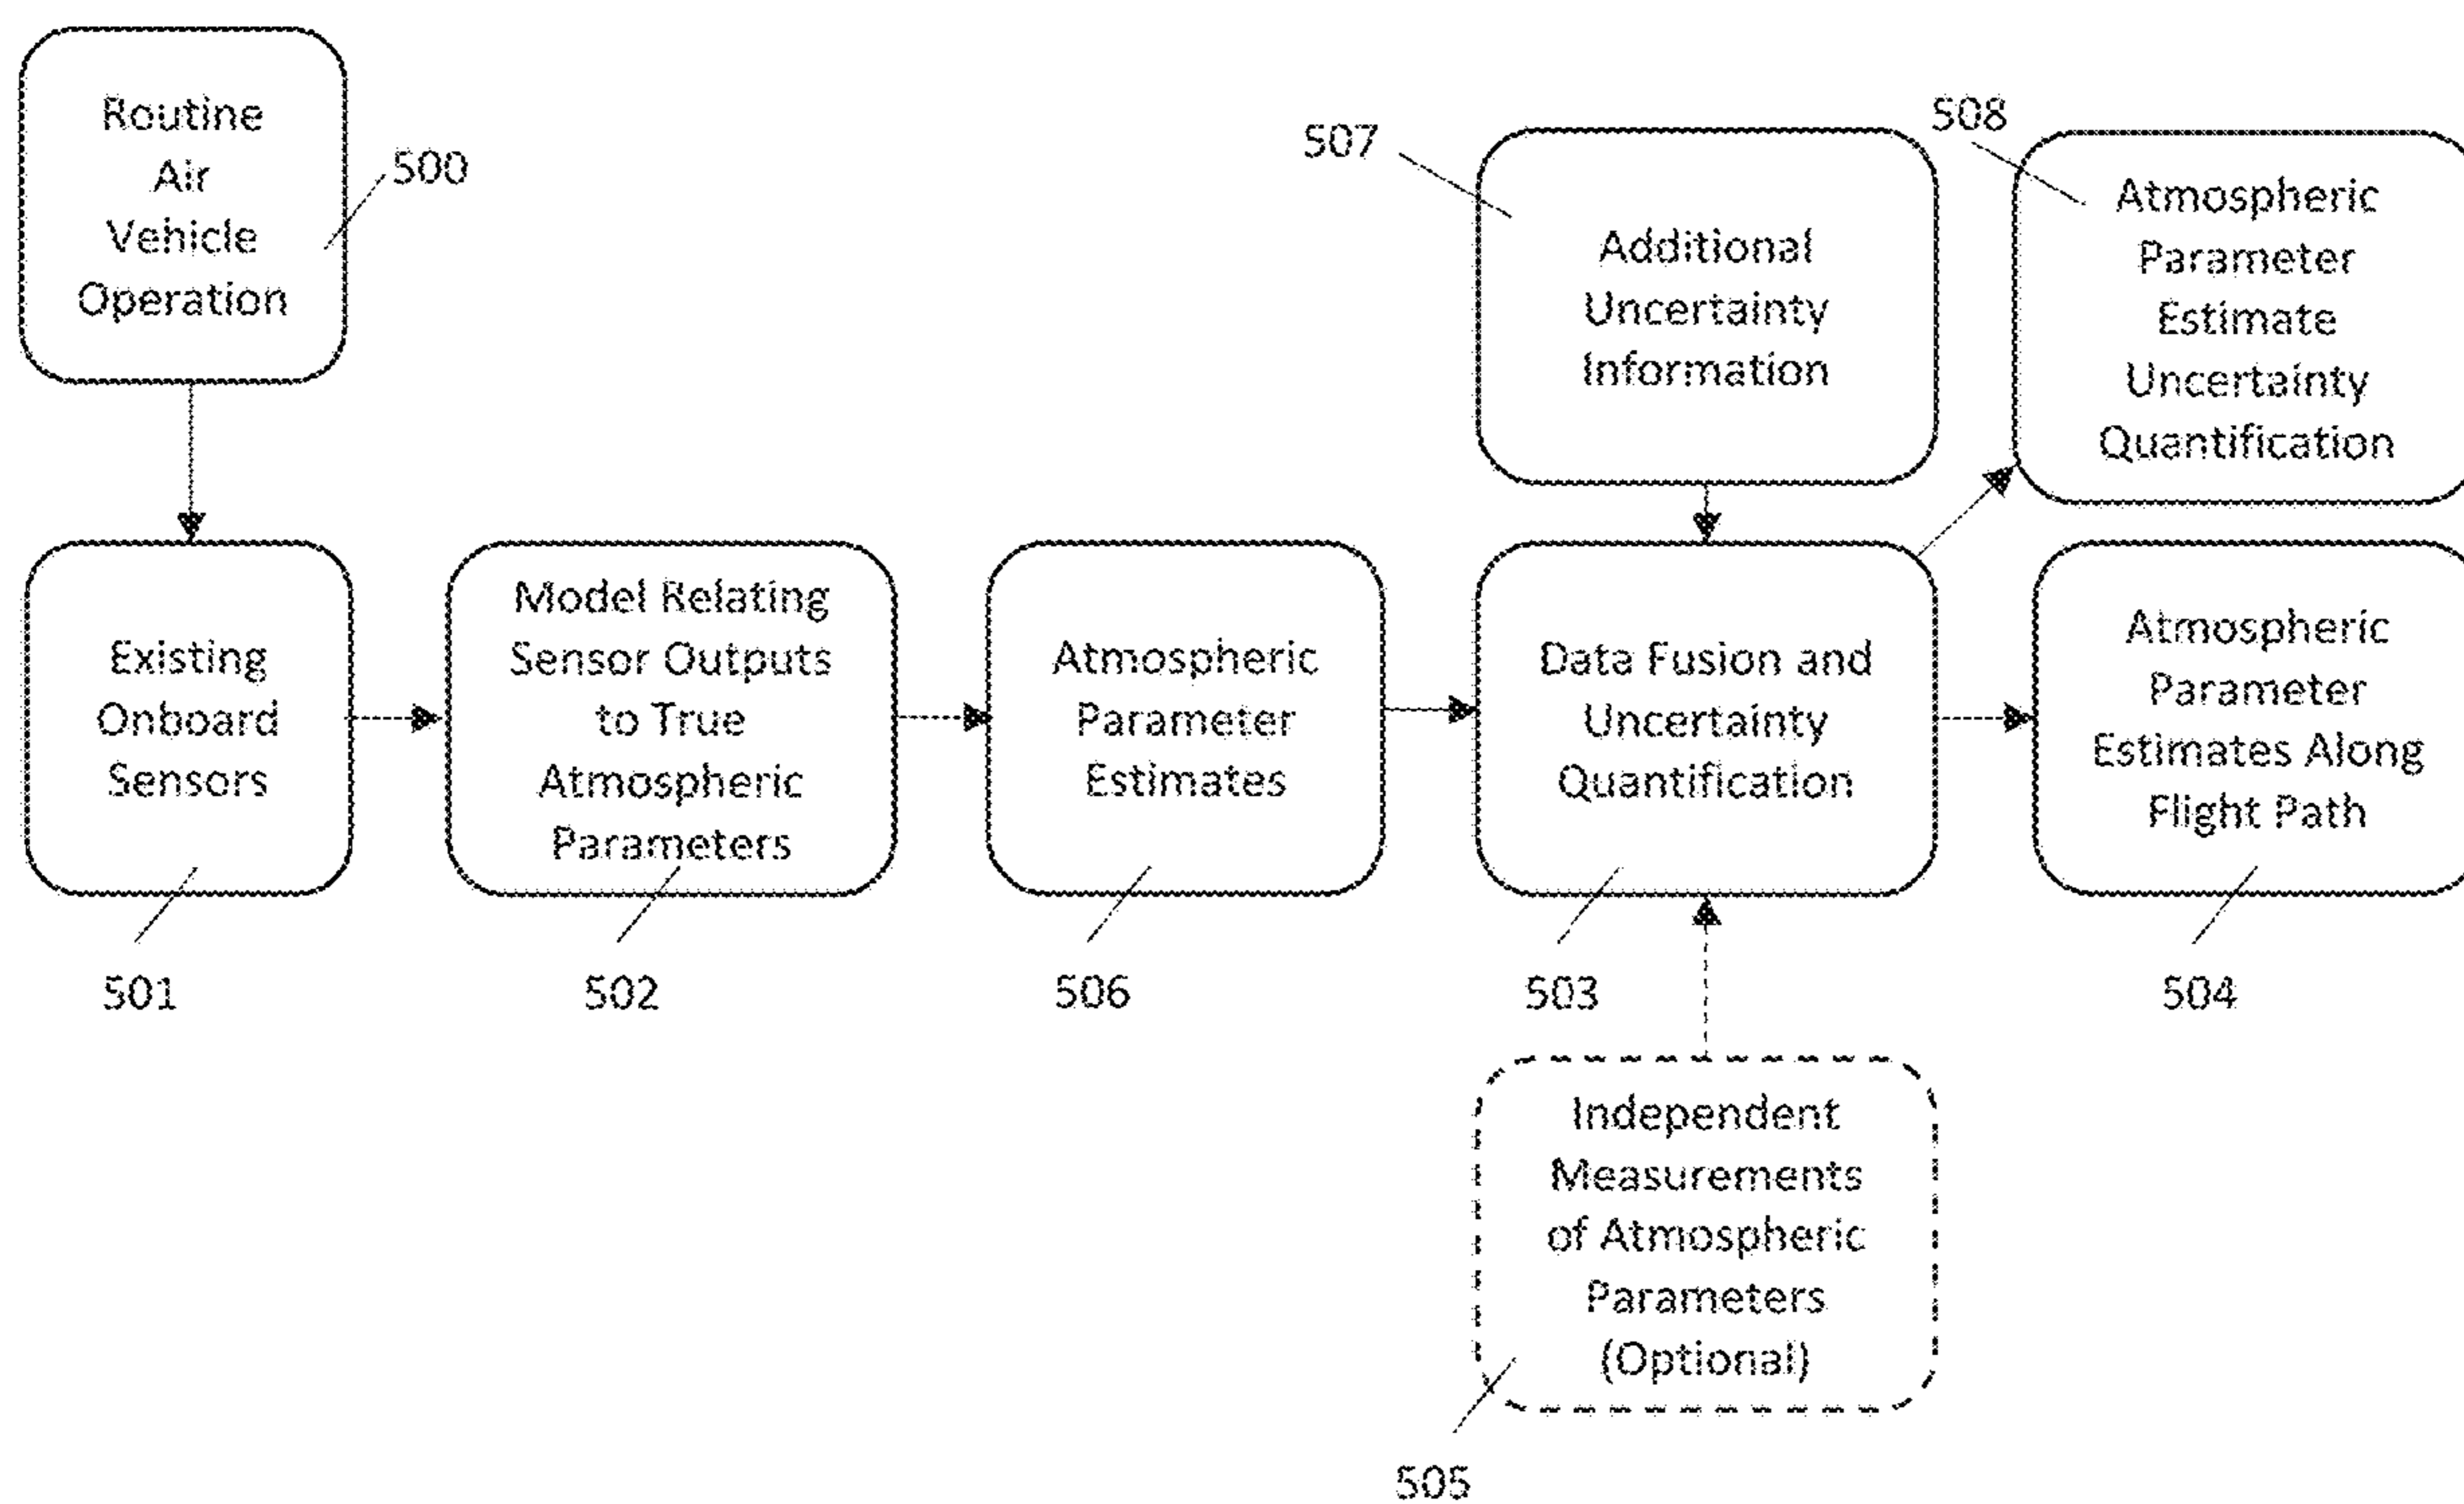 Routine
Air
Vehicle
Operation
500
507
Additional
Uncertainty
Information
508
Atmospheric
Parameter
Estimate
Uncertainty
Quantification
Existing
Onboard
Sensors
501
Model Relating
Sensor Outputs
to True
Atmospheric
Parameters
502
Atmospheric
Parameter
Estimates
506
Data Fusion and
Uncertainty
Quantification
503
Atmospheric
Parameter
Estimates Along
Flight Path
504
Independent
Measurements
of Atmospheric
Parameters
(Optional)
505